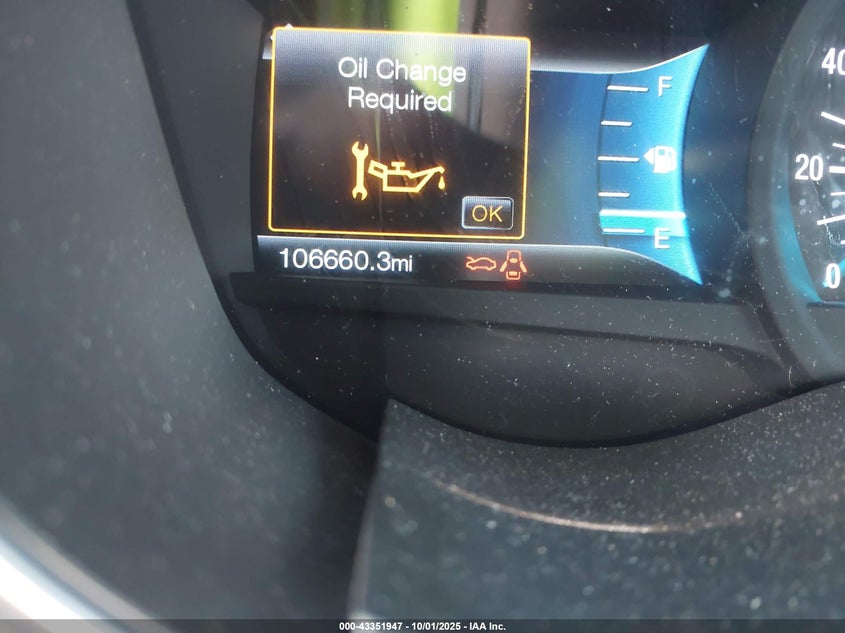 Oil Change
Required
OK
F
E
106660.3mi
40
20
0
000-43351947 - 10/01/2025 - IAA Inc.